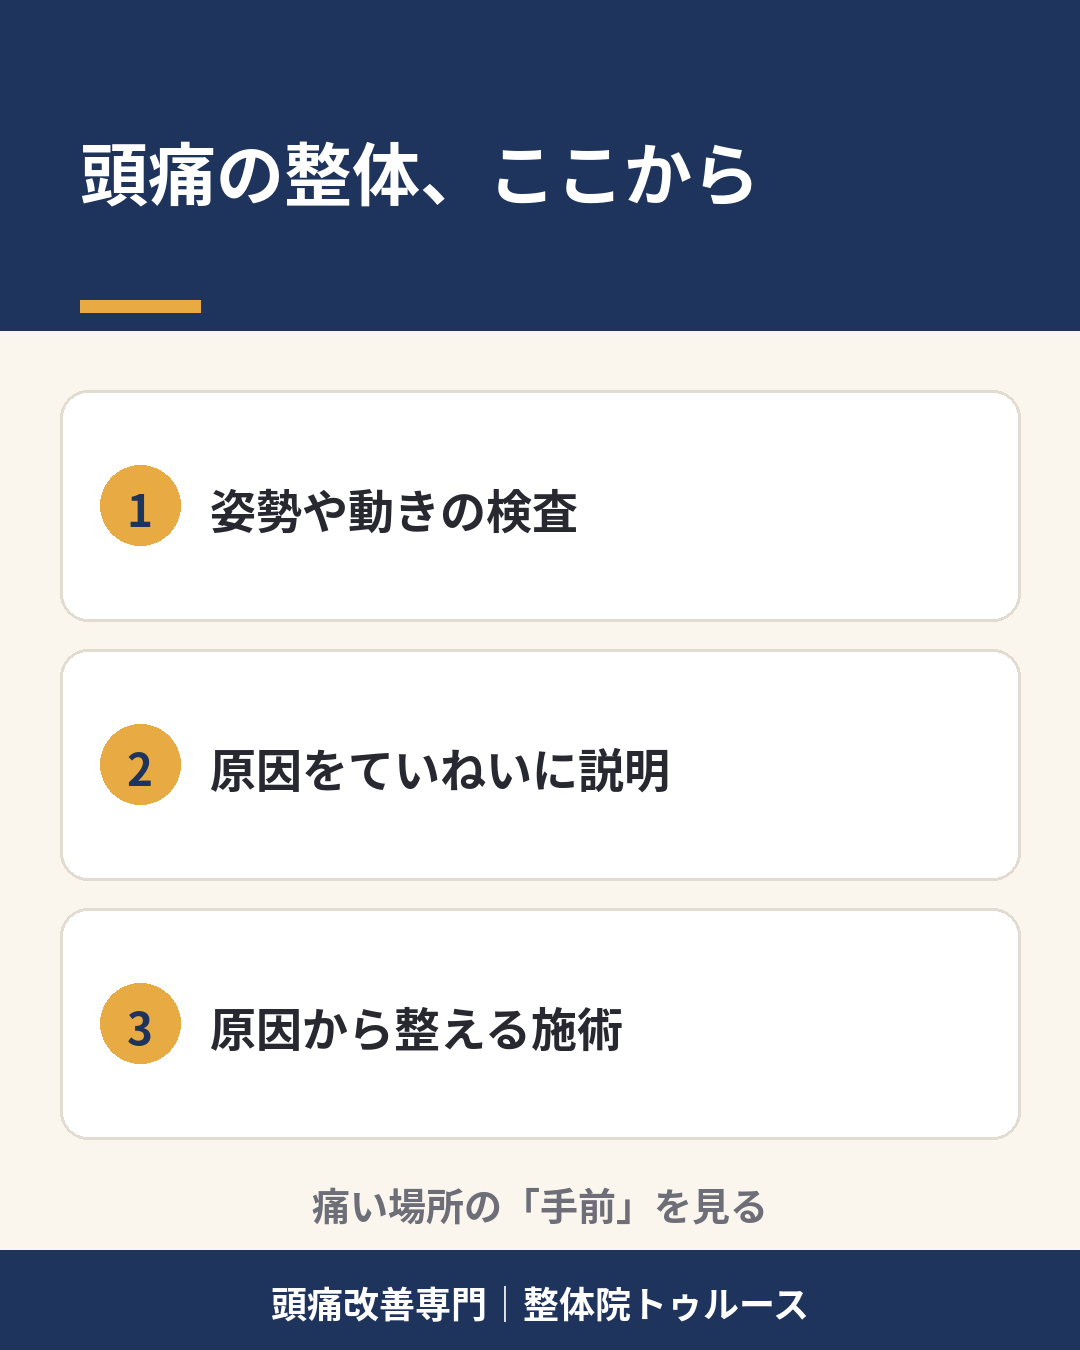 頭痛の整体、ここから
1 姿勢や動きの検査
2 原因をていねいに説明
3 原因から整える施術
痛い場所の「手前」を見る
頭痛改善専門｜整体院トゥルース